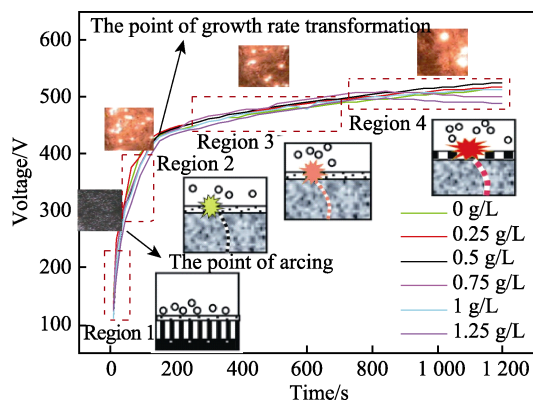 The point of growth rate transformation
600
500
400
300
200
100
Voltage/V
Region 4
Region 3
Region 2
The point of arcing
Region 1
0 g/L
0.25 g/L
0.5 g/L
0.75 g/L
1 g/L
1.25 g/L
0
200
400
600
800
1 000
1 200
Time/s